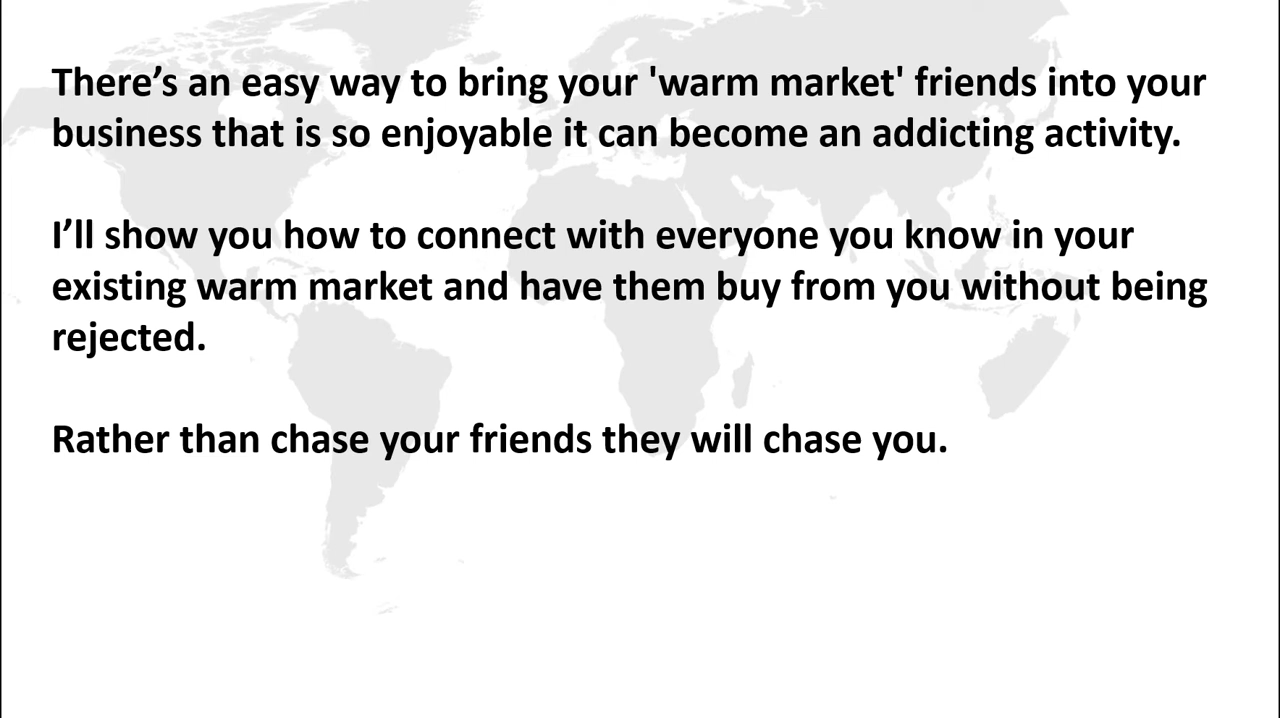 There’s an easy way to bring your 'warm market' friends into your
business that is so enjoyable it can become an addicting activity.
I’ll show you how to connect with everyone you know in your
existing warm market and have them buy from you without being
rejected.
Rather than chase your friends they will chase you.